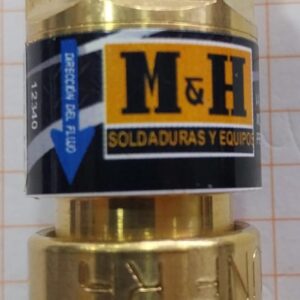 M&H
SOLDADURAS Y EQUIPOS
DIRECCIÓN DEL FLUJO
12340